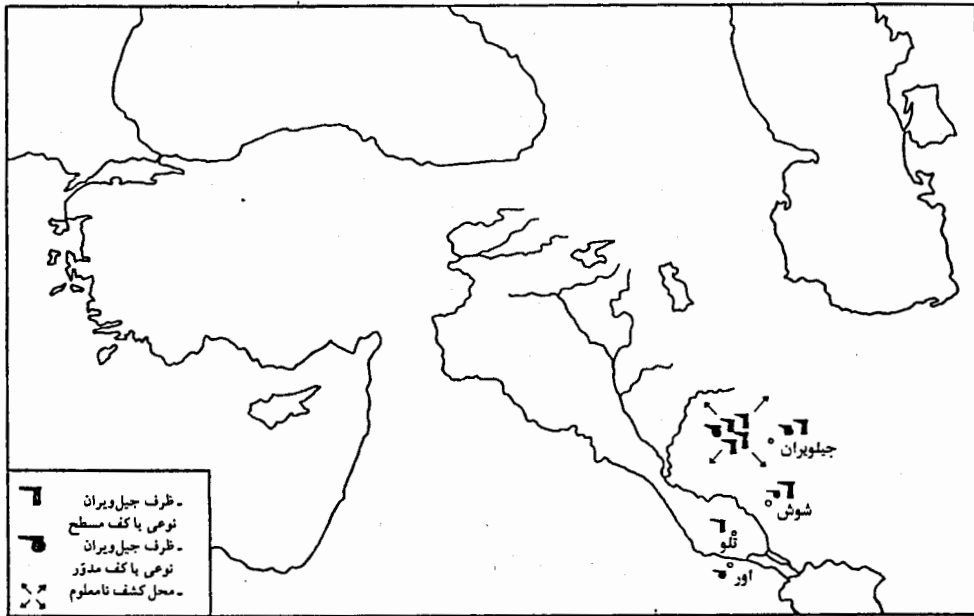 جیلویران
شوش
تلو
اور
ـ ظرف جیل‌ویران
نوعی با کف مسطح
ـ ظرف جیل‌ویران
نوعی با کف مدوّر
ـ محل کشف نامعلوم